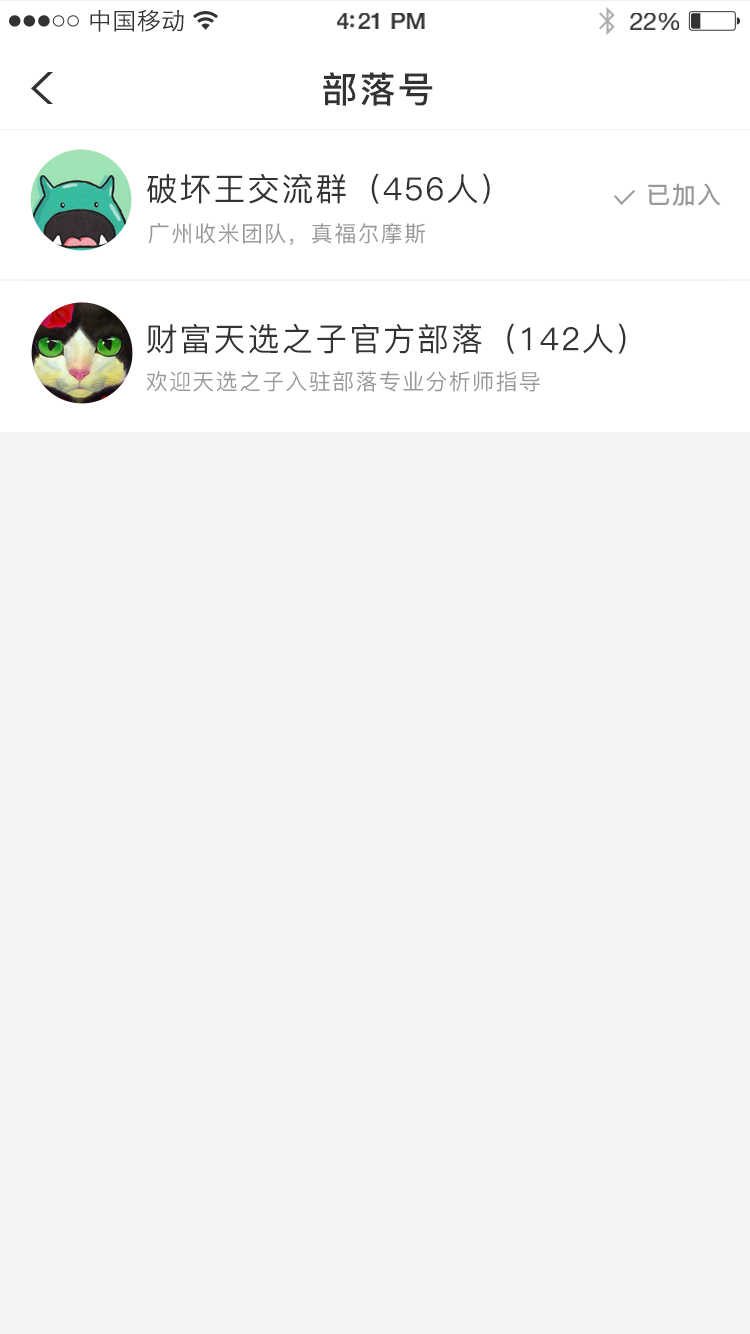 中国移动 4:21 PM 22%
部落号
破坏王交流群（456人） 已加入
广州收米团队，真福尔摩斯
财富天选之子官方部落（142人）
欢迎天选之子入驻部落专业分析师指导